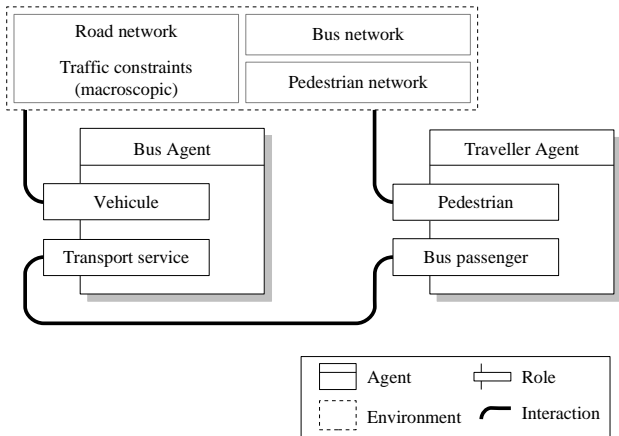 Road network
Traffic constraints
(macroscopic)
Bus network
Pedestrian network
Bus Agent
Vehicule
Transport service
Traveller Agent
Pedestrian
Bus passenger
Agent
Role
Environment
Interaction